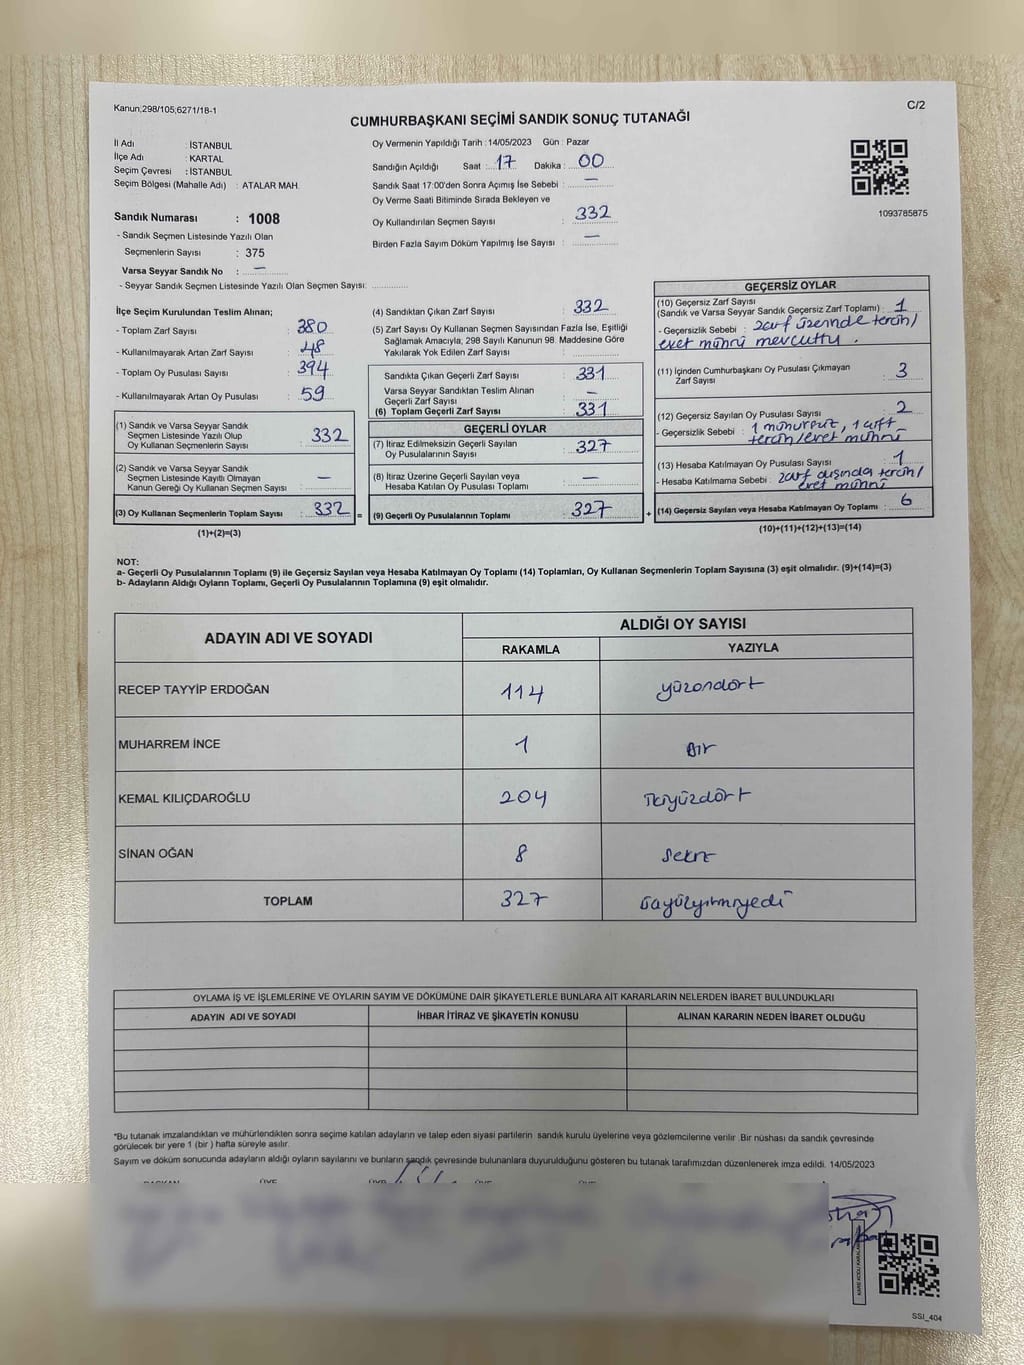 Kanun;298/105;6271/18-1
C/2
CUMHURBAŞKANI SEÇİMİ SANDIK SONUÇ TUTANAĞI
İl Adı : İSTANBUL
İlçe Adı : KARTAL
Seçim Çevresi : İSTANBUL
Seçim Bölgesi (Mahalle Adı) : ATALAR MAH.
Sandık Numarası : 1008
- Sandık Seçmen Listesinde Yazılı Olan
Seçmenlerin Sayısı : 375
Varsa Seyyar Sandık No : —
- Seyyar Sandık Seçmen Listesinde Yazılı Olan Seçmen Sayısı:
Oy Vermenin Yapıldığı Tarih : 14/05/2023 Gün : Pazar
Sandığın Açıldığı Saat : 17 Dakika : 00
Sandık Saat 17:00'den Sonra Açımış İse Sebebi : —
Oy Verme Saati Bitiminde Sırada Bekleyen ve
Oy Kullandırılan Seçmen Sayısı : 332
Birden Fazla Sayım Döküm Yapılmış İse Sayısı : —
1093785875
İlçe Seçim Kurulundan Teslim Alınan;
- Toplam Zarf Sayısı : 380
- Kullanılmayarak Artan Zarf Sayısı : 48
- Toplam Oy Pusulası Sayısı : 394
- Kullanılmayarak Artan Oy Pusulası : 59
(1) Sandık ve Varsa Seyyar Sandık
Seçmen Listesinde Yazılı Olup
Oy Kullanan Seçmenlerin Sayısı : 332
(2) Sandık ve Varsa Seyyar Sandık
Seçmen Listesinde Kayıtlı Olmayan
Kanun Gereği Oy Kullanan Seçmen Sayısı : —
(3) Oy Kullanan Seçmenlerin Toplam Sayısı : 332 =
(1)+(2)=(3)
(4) Sandıktan Çıkan Zarf Sayısı : 332
(5) Zarf Sayısı Oy Kullanan Seçmen Sayısından Fazla İse, Eşitliği
Sağlamak Amacıyla, 298 Sayılı Kanunun 98. Maddesine Göre
Yakılarak Yok Edilen Zarf Sayısı :
Sandıkta Çıkan Geçerli Zarf Sayısı : 331
Varsa Seyyar Sandıktan Teslim Alınan
Geçerli Zarf Sayısı : —
(6) Toplam Geçerli Zarf Sayısı : 331
GEÇERLİ OYLAR
(7) İtiraz Edilmeksizin Geçerli Sayılan
Oy Pusulalarının Sayısı : 327
(8) İtiraz Üzerine Geçerli Sayılan veya
Hesaba Katılan Oy Pusulası Toplamı : —
(9) Geçerli Oy Pusulalarının Toplamı : 327 +
GEÇERSİZ OYLAR
(10) Geçersiz Zarf Sayısı
(Sandık ve Varsa Seyyar Sandık Geçersiz Zarf Toplamı) : 1
- Geçersizlik Sebebi : zarf üzerinde tercih/
evet mührü mevcuttu .
(11) İçinden Cumhurbaşkanı Oy Pusulası Çıkmayan
Zarf Sayısı : 3
(12) Geçersiz Sayılan Oy Pusulası Sayısı : 2
- Geçersizlik Sebebi : 1 mühürsüz, 1 çift
tercih/evet mührü
(13) Hesaba Katılmayan Oy Pusulası Sayısı : 1
- Hesaba Katılmama Sebebi : zarf dışında tercih/
evet mührü
(14) Geçersiz Sayılan veya Hesaba Katılmayan Oy Toplamı : 6
(10)+(11)+(12)+(13)=(14)
NOT:
a- Geçerli Oy Pusulalarının Toplamı (9) ile Geçersiz Sayılan veya Hesaba Katılmayan Oy Toplamı (14) Toplamları, Oy Kullanan Seçmenlerin Toplam Sayısına (3) eşit olmalıdır. (9)+(14)=(3)
b- Adayların Aldığı Oyların Toplamı, Geçerli Oy Pusulalarının Toplamına (9) eşit olmalıdır.
ADAYIN ADI VE SOYADI
ALDIĞI OY SAYISI
RAKAMLA YAZIYLA
RECEP TAYYİP ERDOĞAN 114 yüzondört
MUHARREM İNCE 1 Bir
KEMAL KILIÇDAROĞLU 204 ikiyüzdört
SİNAN OĞAN 8 sekiz
TOPLAM 327 üçyüzyirmiyedi
OYLAMA İŞ VE İŞLEMLERİNE VE OYLARIN SAYIM VE DÖKÜMÜNE DAİR ŞİKAYETLERLE BUNLARA AİT KARARLARIN NELERDEN İBARET BULUNDUKLARI
ADAYIN ADI VE SOYADI İHBAR İTİRAZ VE ŞİKAYETİN KONUSU ALINAN KARARIN NEDEN İBARET OLDUĞU
*Bu tutanak imzalandıktan ve mühürlendikten sonra seçime katılan adayların ve talep eden siyasi partilerin sandık kurulu üyelerine veya gözlemcilerine verilir. Bir nüshası da sandık çevresinde
görülecek bir yere 1 (bir ) hafta süreyle asılır.
Sayım ve döküm sonucunda adayların aldığı oyların sayılarını ve bunların sandık çevresinde bulunanlara duyurulduğunu gösteren bu tutanak tarafımızdan düzenlenerek imza edildi. 14/05/2023
BAŞKAN ÜYE ÜYE ÜYE ÜYE
SSI_404